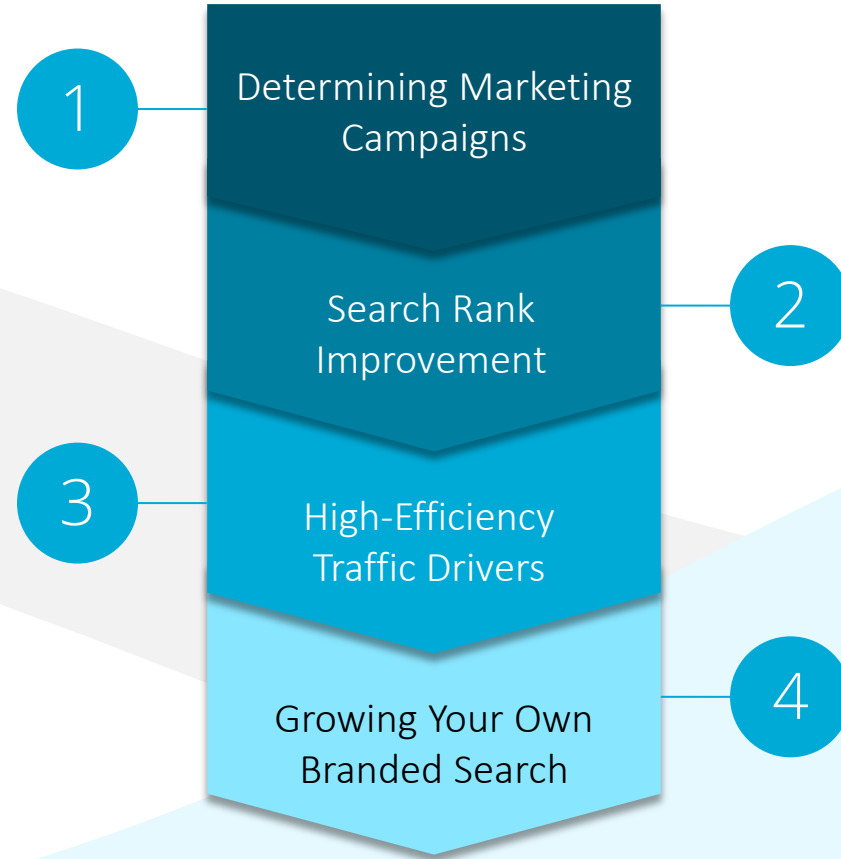 1
Determining Marketing
Campaigns
2
Search Rank
Improvement
3
High-Efficiency
Traffic Drivers
4
Growing Your Own
Branded Search